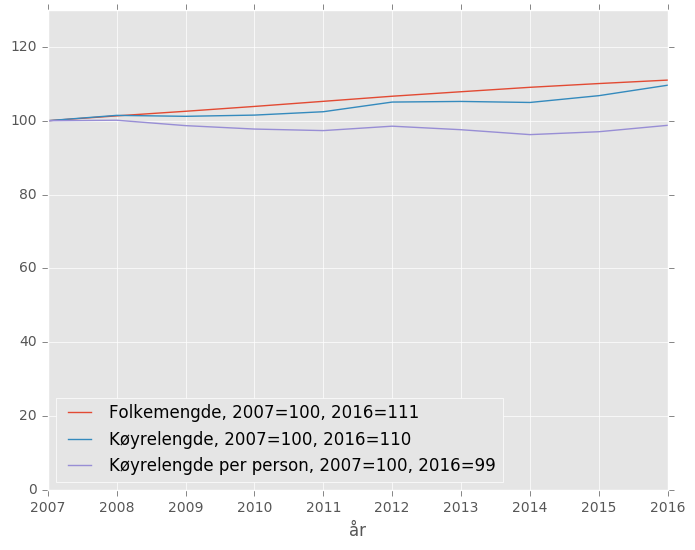 120
100
80
60
40
20
0
Folkemengde, 2007=100, 2016=111
Køyrelengde, 2007=100, 2016=110
Køyrelengde per person, 2007=100, 2016=99
2007 2008 2009 2010 2011 2012 2013 2014 2015 2016
år